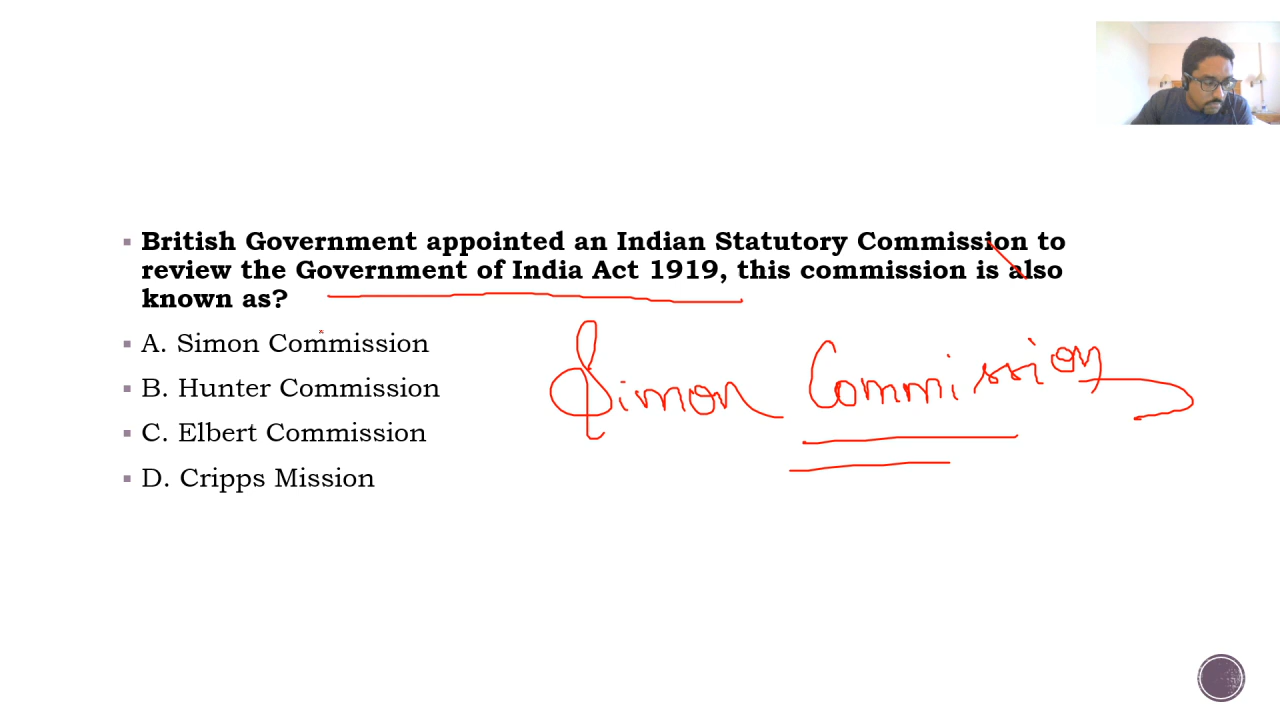 British Government appointed an Indian Statutory Commission to
review the Government of India Act 1919, this commission is also
known as?
A. Simon Commission
B. Hunter Commission
C. Elbert Commission
D. Cripps Mission
Simon Commission